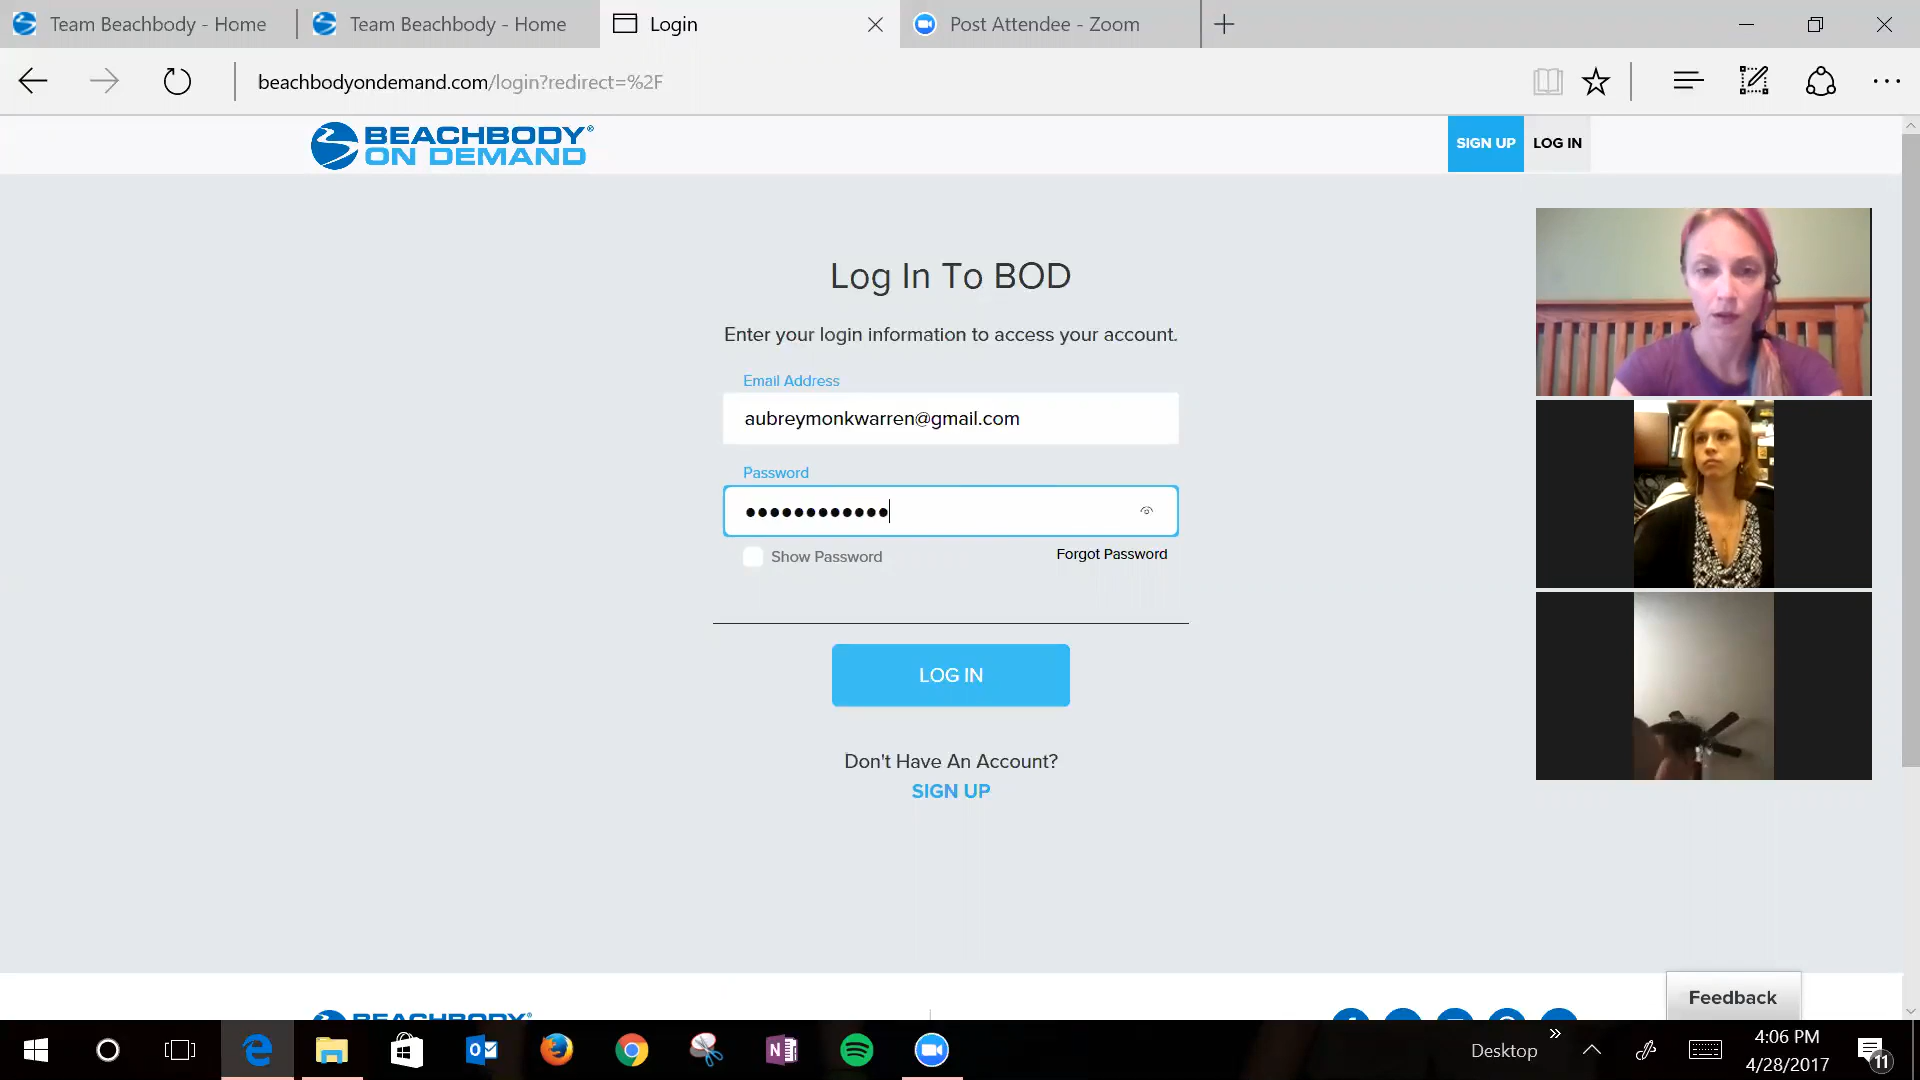 Team Beachbody - Home
Team Beachbody - Home
Login
Post Attendee - Zoom
beachbodyondemand.com/login?redirect=%2F
BEACHBODY®
ON DEMAND
SIGN UP
LOG IN
Log In To BOD
Enter your login information to access your account.
Email Address
aubreymonkwarren@gmail.com
Password
●●●●●●●●●●●●
Show Password
Forgot Password
LOG IN
Don't Have An Account?
SIGN UP
Feedback
BEACHBODY®
Desktop
4:06 PM
4/28/2017
11